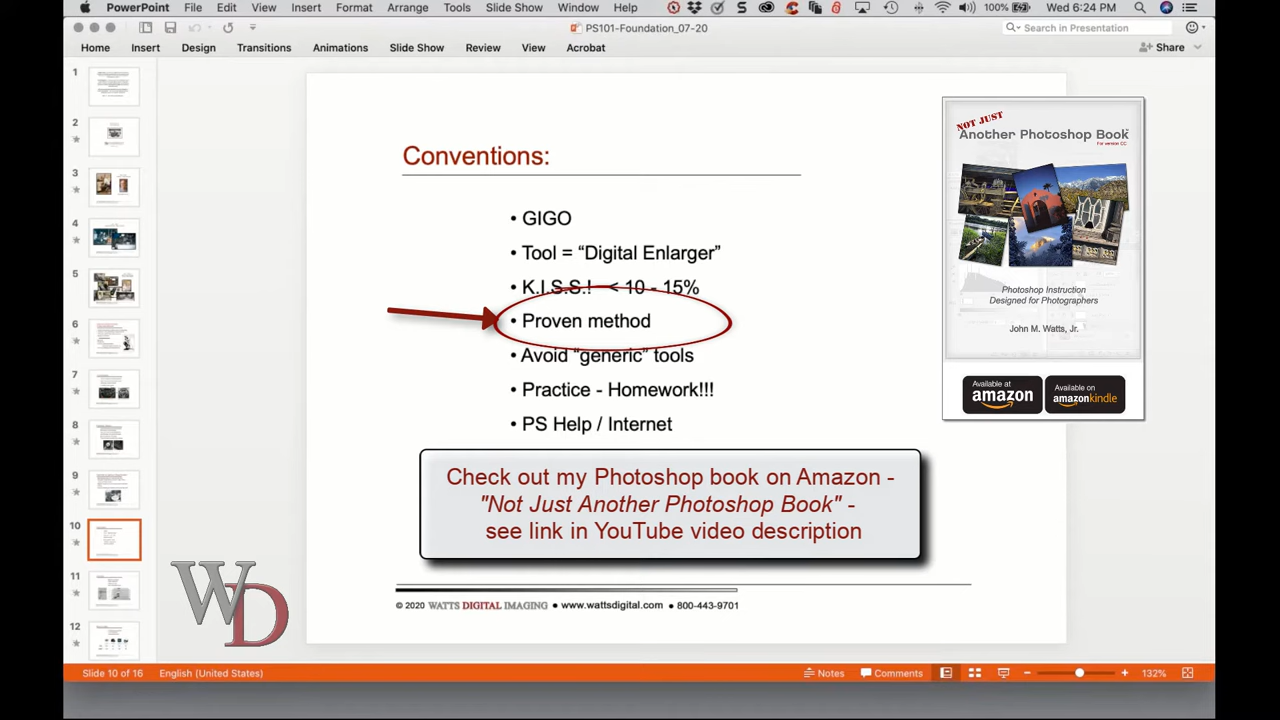 PowerPoint File Edit View Insert Format Arrange Tools Slide Show Window Help 100% Wed 6:24 PM
PS101-Foundation_07-20
Search in Presentation
Home Insert Design Transitions Animations Slide Show Review View Acrobat
Share
1
2
3
4
5
6
7
8
9
10
11
12
Conventions:
• GIGO
• Tool = “Digital Enlarger”
• K.I.S.S.! < 10 - 15%
• Proven method
• Avoid “generic” tools
• Practice - Homework!!!
• PS Help / Internet
NOT JUST
Another Photoshop Book
For version CC
Photoshop Instruction
Designed for Photographers
John M. Watts, Jr.
Available at
amazon
Available on
amazonkindle
Check out my Photoshop book on Amazon -
"Not Just Another Photoshop Book" -
see link in YouTube video description
WD
© 2020 WATTS DIGITAL IMAGING • www.wattsdigital.com • 800-443-9701
Slide 10 of 16 English (United States) Notes Comments 132%